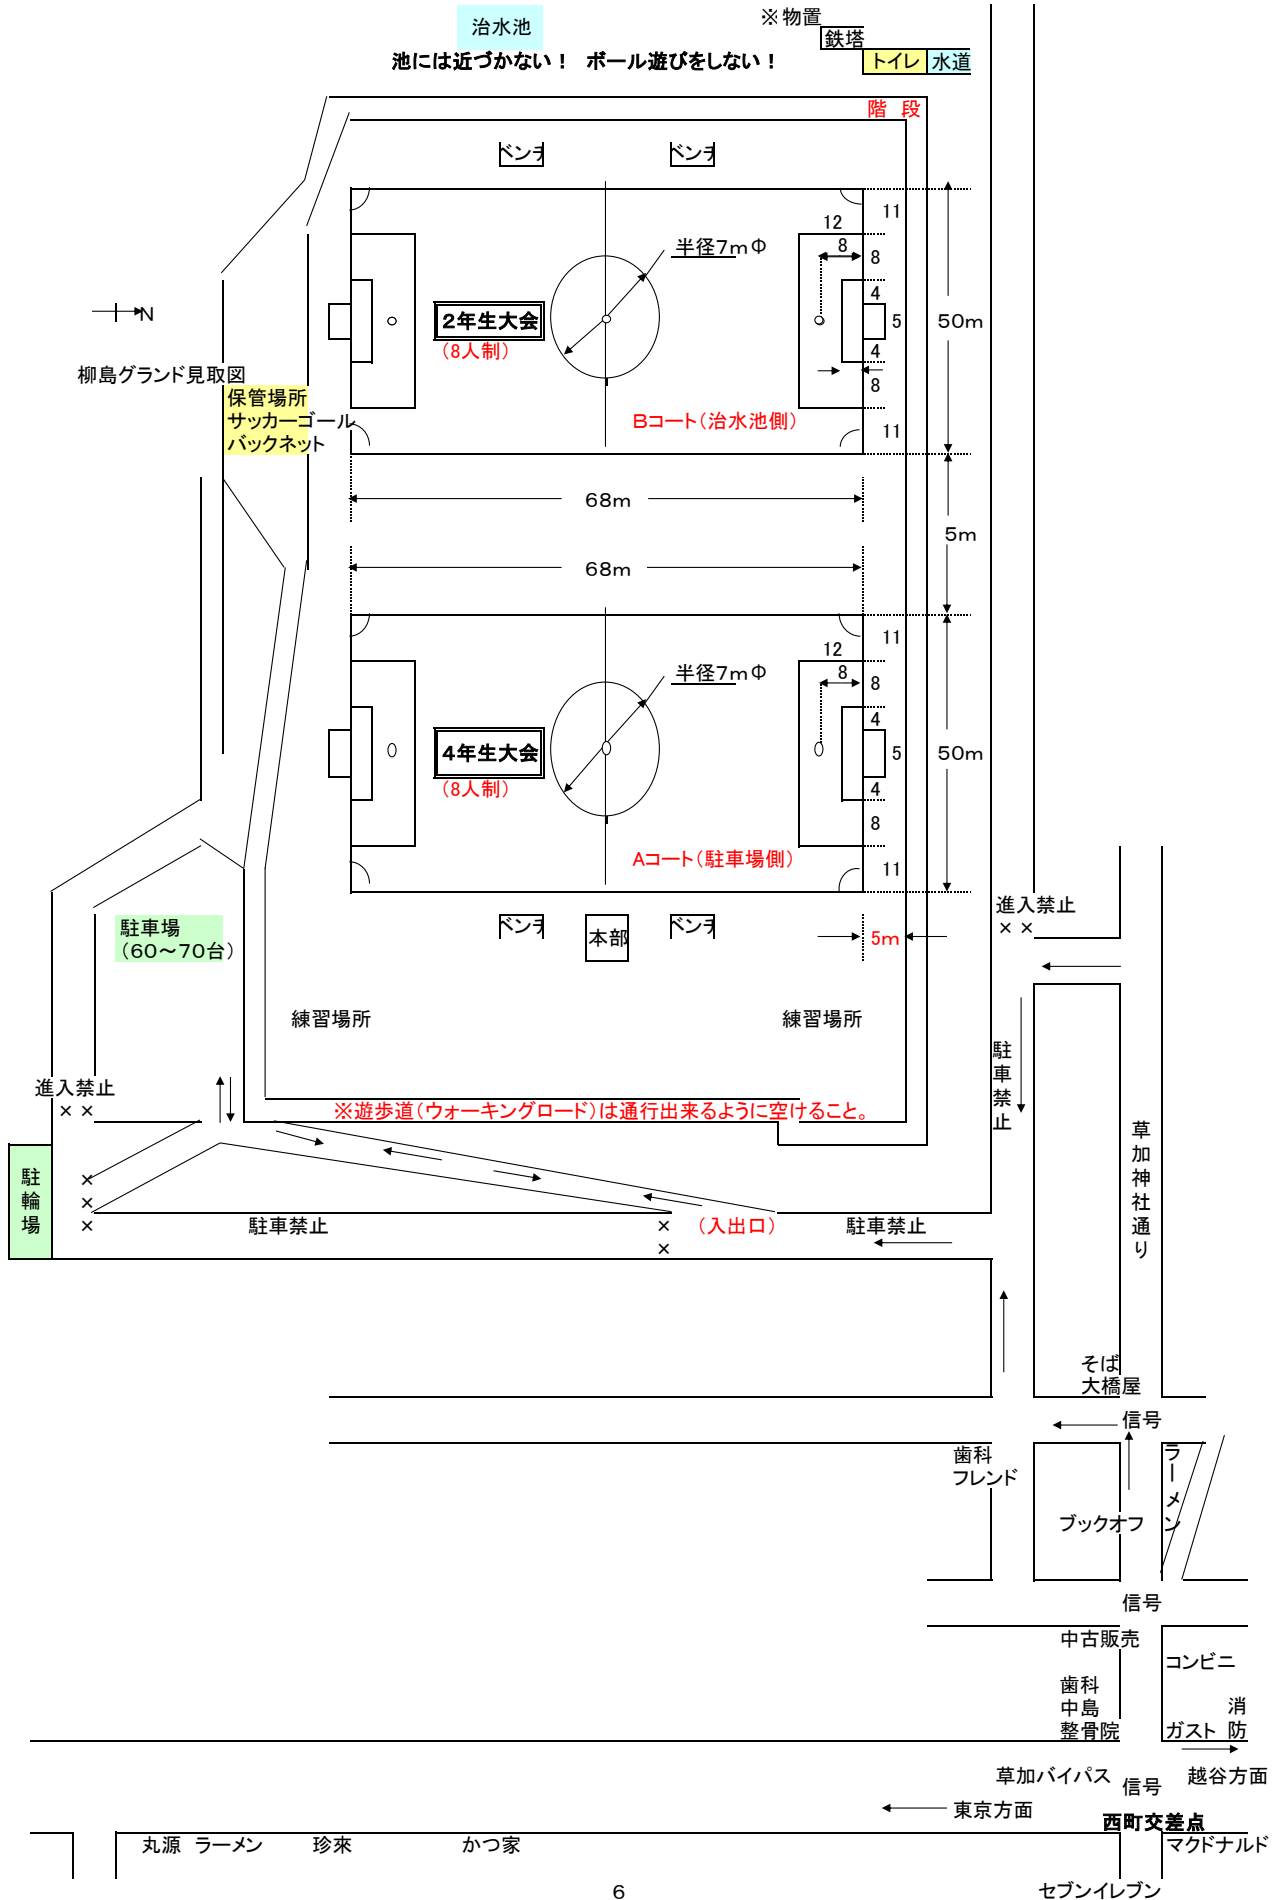 治水池
※物置
鉄塔
池には近づかない！ ボール遊びをしない！
トイレ 水道
階 段
ベンチ ベンチ
11
12
半径7mΦ
8 8
4
N
2年生大会
5 50m
(8人制)
4
柳島グランド見取図
8
保管場所
サッカーゴール
バックネット
Bコート(治水池側)
11
68m
5m
68m
11
12
半径7mΦ
8 8
4
4年生大会
5 50m
(8人制)
4
8
Aコート(駐車場側)
11
進入禁止
× ×
駐車場
(60～70台)
ベンチ 本部 ベンチ
5m
練習場所 練習場所
駐車禁止
進入禁止
× ×
※遊歩道(ウォーキングロード)は通行出来るように空けること。
草加神社通り
駐輪場
×
×
×
駐車禁止
×
×
(入出口)
駐車禁止
そば
大橋屋
信号
歯科
フレンド
ラーメン
ブックオフ
信号
中古販売
コンビニ
歯科
中島
整骨院
ガスト
消防
草加バイパス 信号 越谷方面
東京方面
西町交差点
丸源 ラーメン 珍來 かつ家
マクドナルド
セブンイレブン
6